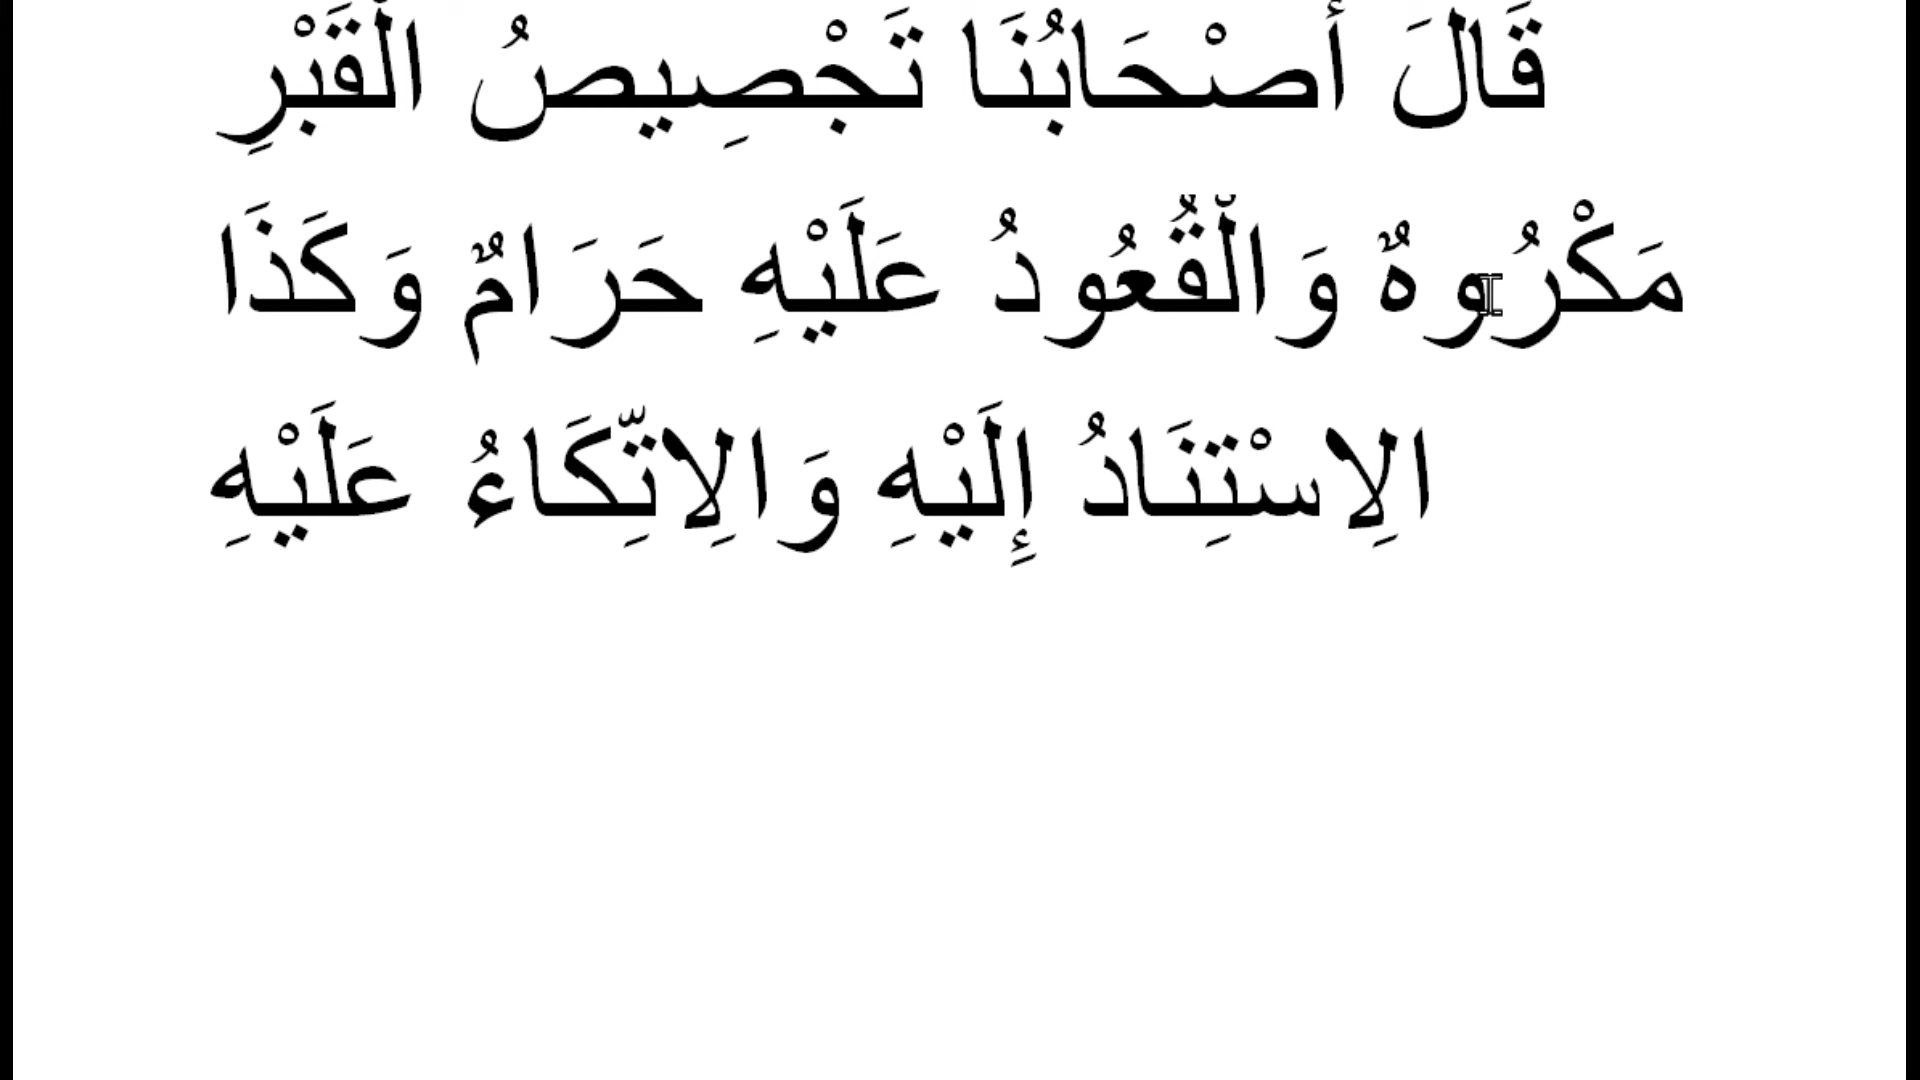 قَالَ أَصْحَابُنَا تَجْصِيصُ الْقَبْرِ
مَكْرُوهٌ وَالْقُعُودُ عَلَيْهِ حَرَامٌ وَكَذَا
الِاسْتِنَادُ إِلَيْهِ وَالِاتِّكَاءُ عَلَيْهِ